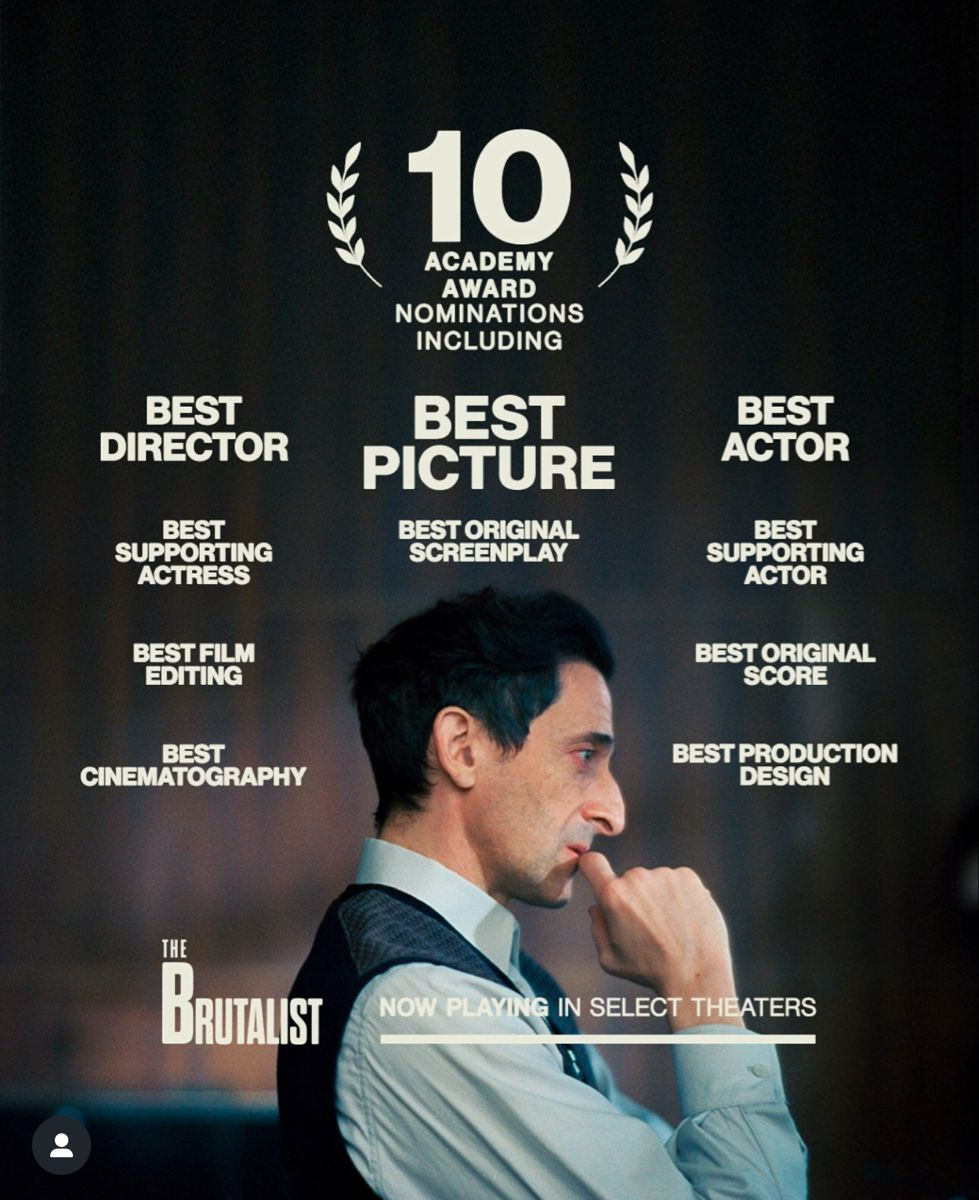 10
ACADEMY
AWARD
NOMINATIONS
INCLUDING
BEST
DIRECTOR
BEST
PICTURE
BEST
ACTOR
BEST
SUPPORTING
ACTRESS
BEST ORIGINAL
SCREENPLAY
BEST
SUPPORTING
ACTOR
BEST FILM
EDITING
BEST ORIGINAL
SCORE
BEST
CINEMATOGRAPHY
BEST PRODUCTION
DESIGN
THE
BRUTALIST
NOW PLAYING IN SELECT THEATERS